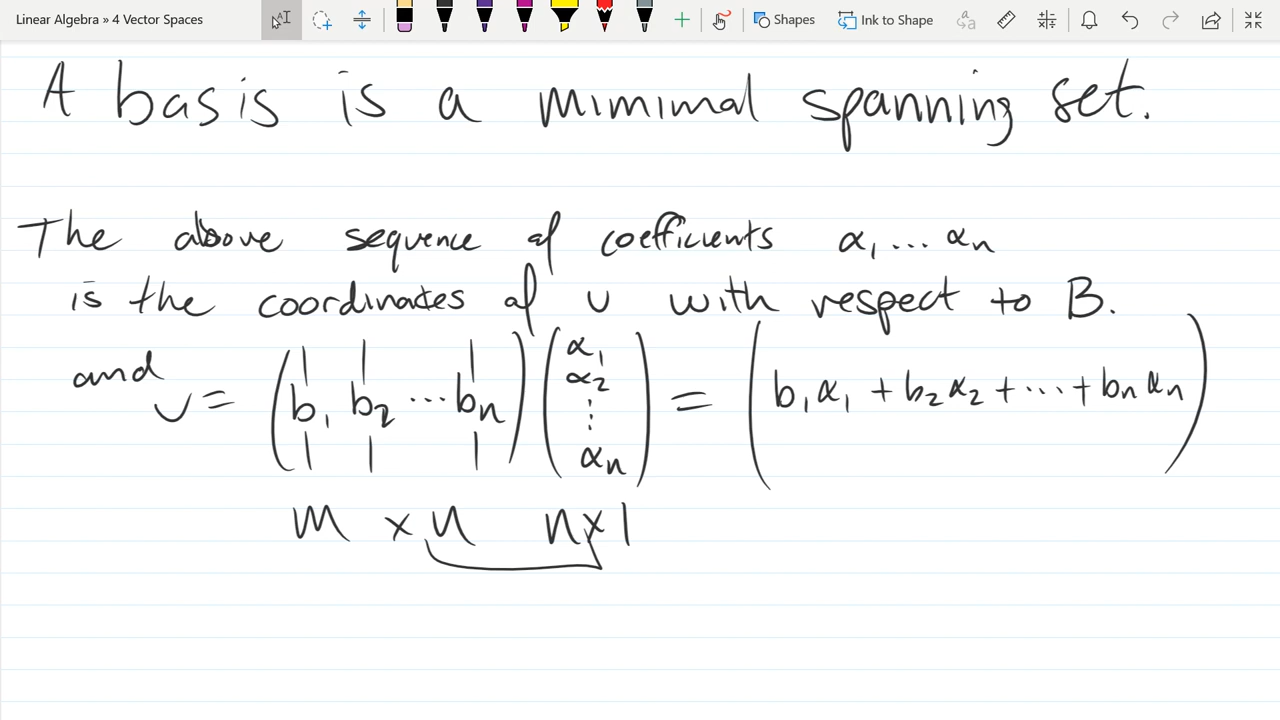 Linear Algebra » 4 Vector Spaces
Shapes
Ink to Shape
A basis is a mimimal spanning set.
The above sequence of coefficients α₁ ... αₙ
is the coordinates of v with respect to B.
and v = ( b₁ b₂ ... bₙ ) ( α₁ α₂ ⋮ αₙ ) = ( b₁α₁ + b₂α₂ + ... + bₙαₙ )
m × n n×1